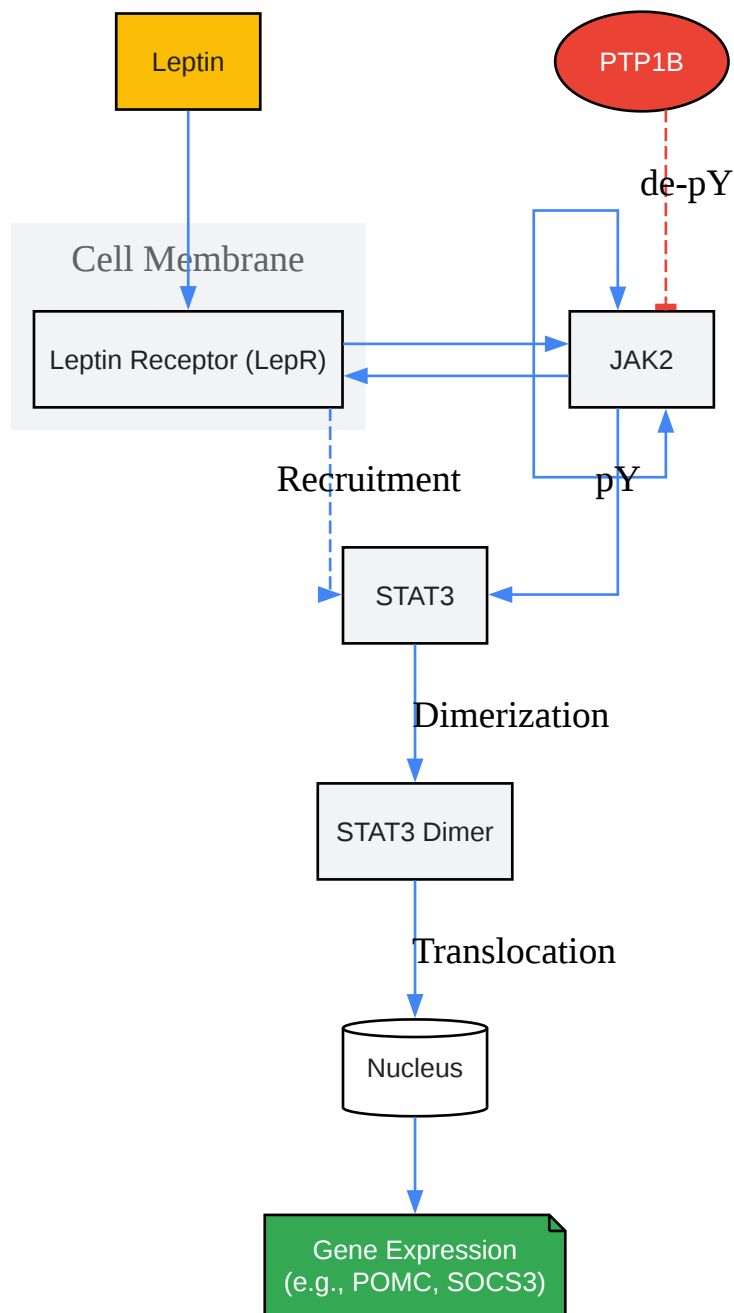 Leptin
PTP1B
de-pY
Cell Membrane
Leptin Receptor (LepR)
JAK2
Recruitment
pY
STAT3
Dimerization
STAT3 Dimer
Translocation
Nucleus
Gene Expression
(e.g., POMC, SOCS3)